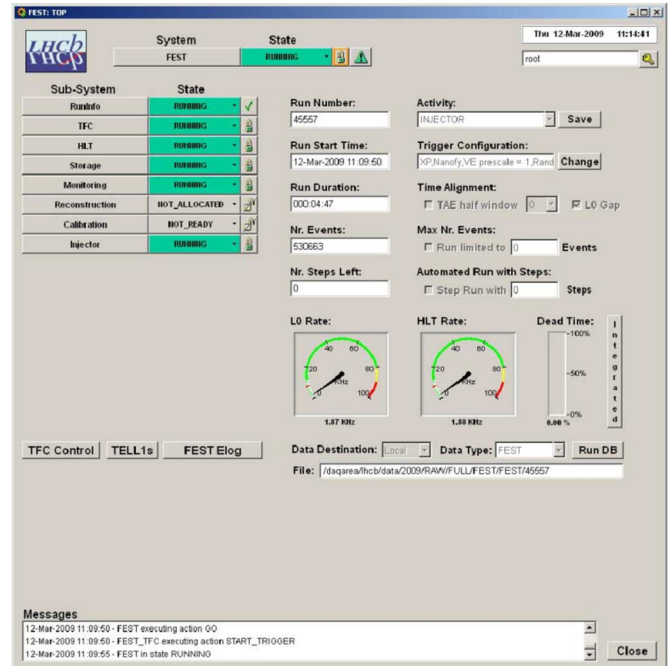 FEST: TOP
LHCb
LHCp
System
State
FEST
RUNNING
Thu 12-Mar-2009 11:14:41
root
Sub-System
State
RunInfo
RUNNING
TFC
RUNNING
HLT
RUNNING
Storage
RUNNING
Monitoring
RUNNING
Reconstruction
NOT_ALLOCATED
Calibration
NOT_READY
Injector
RUNNING
Run Number:
45557
Activity:
INJECTOR
Save
Run Start Time:
12-Mar-2009 11:09:50
Trigger Configuration:
XP,Nanofy,VE prescale = 1,Rand
Change
Run Duration:
000:04:47
Time Alignment:
TAE half window
0
L0 Gap
Nr. Events:
530663
Max Nr. Events:
Run limited to
0
Events
Nr. Steps Left:
0
Automated Run with Steps:
Step Run with
0
Steps
L0 Rate:
0 20 40 60 80 100
KHz
1.87 KHz
HLT Rate:
0 20 40 60 80 100
KHz
1.88 KHz
Dead Time:
-100%
-50%
-0%
0.00 %
Integrated
TFC Control
TELL1s
FEST Elog
Data Destination:
Local
Data Type:
FEST
Run DB
File:
/daqarea/lhcb/data/2009/RAW/FULL/FEST/FEST/45557
Messages
12-Mar-2009 11:09:50 - FEST executing action GO
12-Mar-2009 11:09:50 - FEST_TFC executing action START_TRIGGER
12-Mar-2009 11:09:55 - FEST in state RUNNING
Close